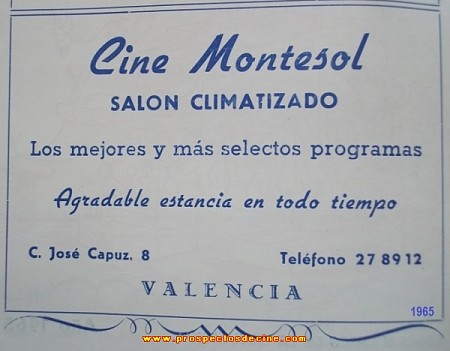 Cine Montesol
SALON CLIMATIZADO
Los mejores y más selectos programas
Agradable estancia en todo tiempo
C. José Capuz, 8 Teléfono 27 89 12
VALENCIA
1965
www.prospectosdecine.com